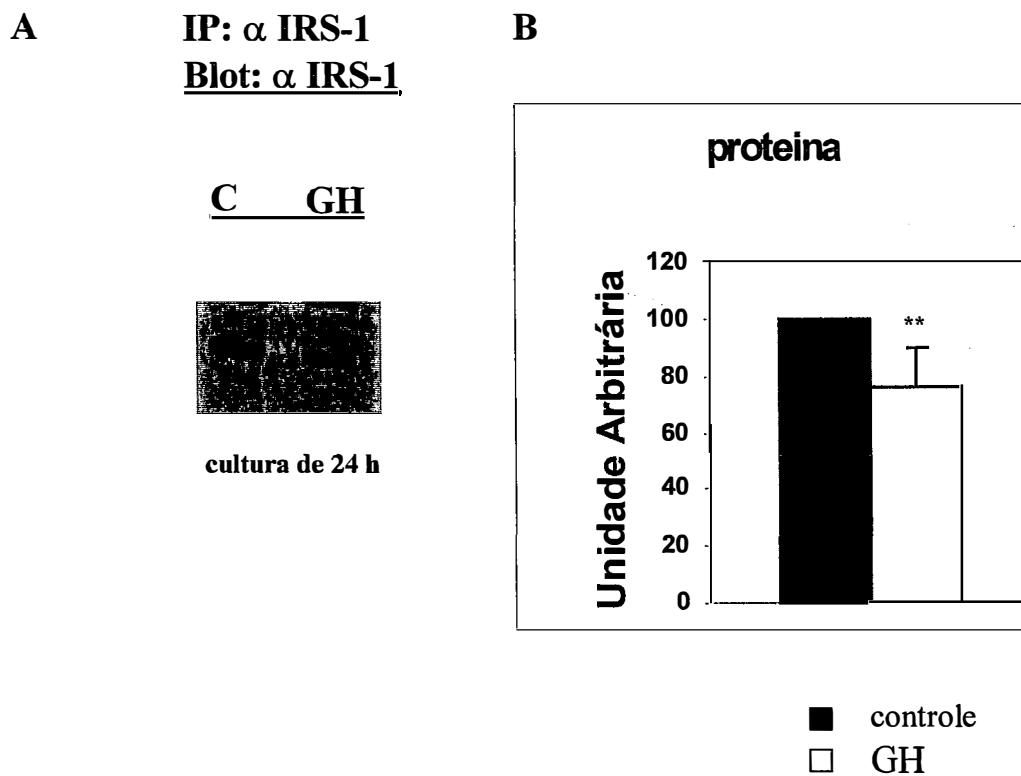 A
IP: α IRS-1
Blot: α IRS-1
C GH
cultura de 24 h
B
proteina
Unidade Arbitrária
120
100
80
60
40
20
0
**
controle
GH